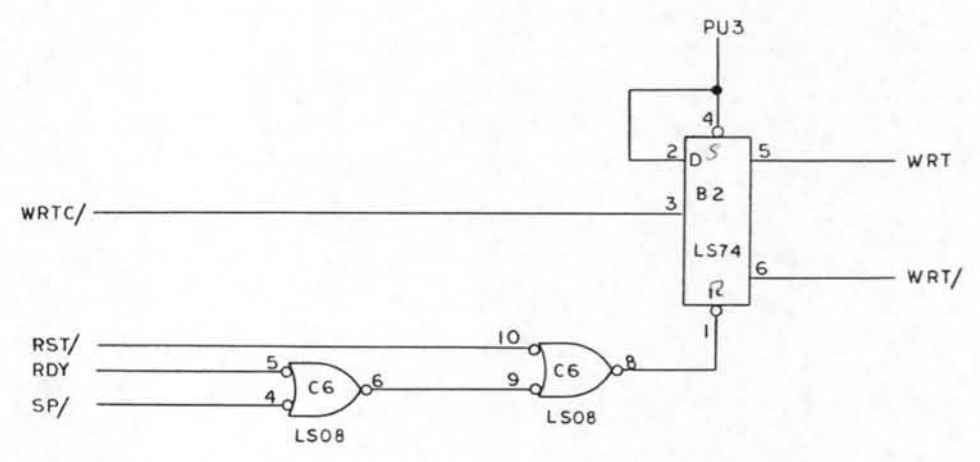 PU3
4
2 D S 5 WRT
B2
WRTC/ 3
LS74
6 WRT/
R
1
RST/ 10
RDY 5 C6 6 9 C6 8
SP/ 4
LS08 LS08